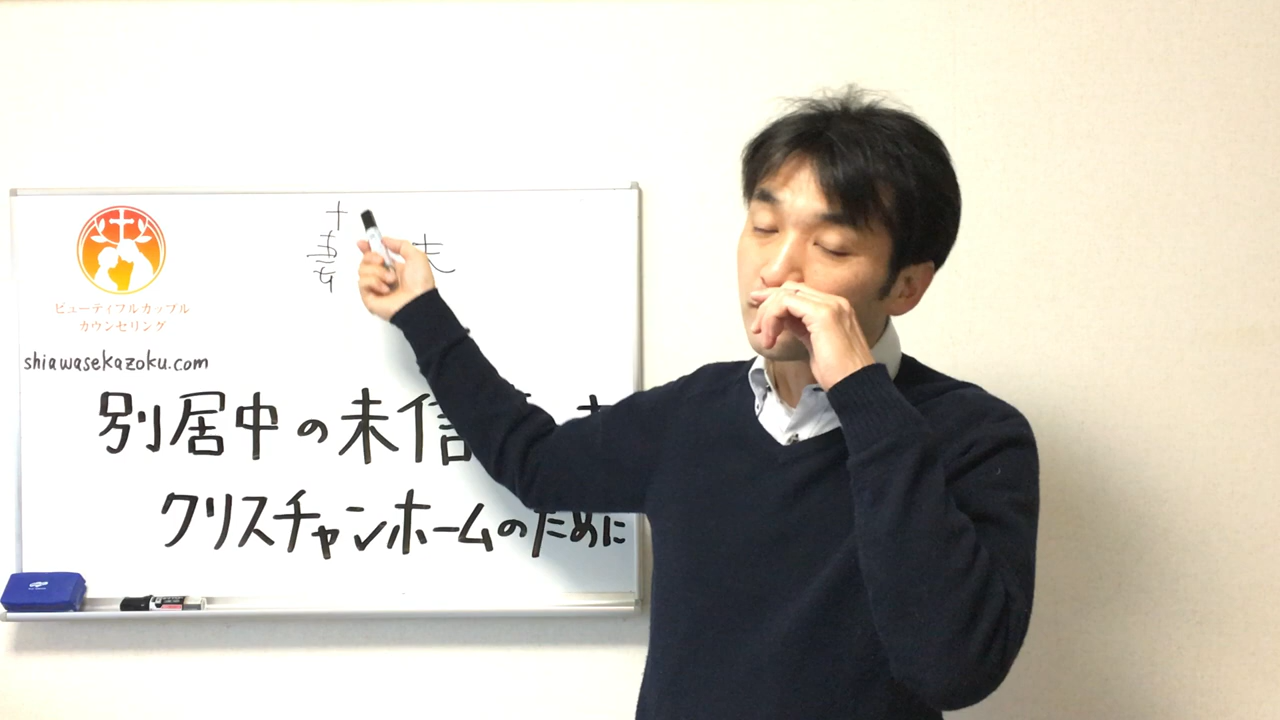 ビューティフルカップル
カウンセリング
shiawasekazoku.com
妻 夫
別居中の未信
クリスチャンホームのために